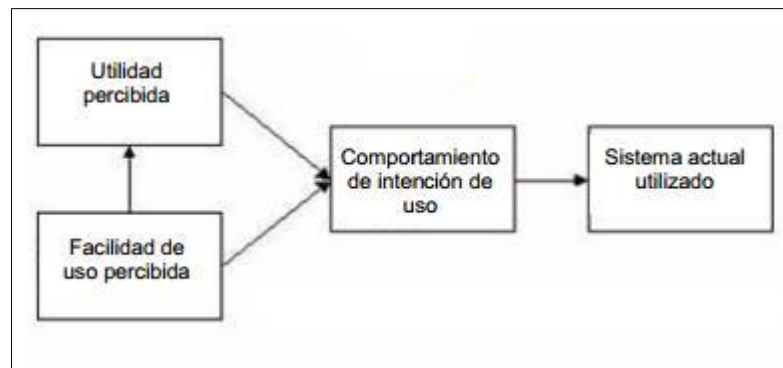 Utilidad
percibida
Comportamiento
de intención de
uso
Sistema actual
utilizado
Facilidad de
uso percibida